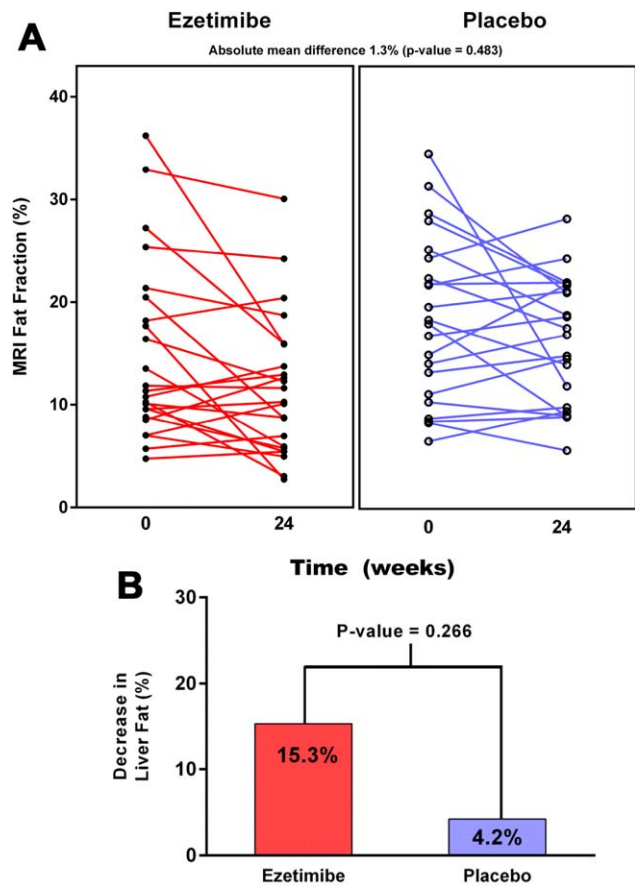 Ezetimibe Placebo
A
Absolute mean difference 1.3% (p-value = 0.483)
MRI Fat Fraction (%)
40
30
20
10
0
0 24 0 24
Time (weeks)
B
Decrease in
Liver Fat (%)
30
20
10
0
P-value = 0.266
15.3%
4.2%
Ezetimibe Placebo